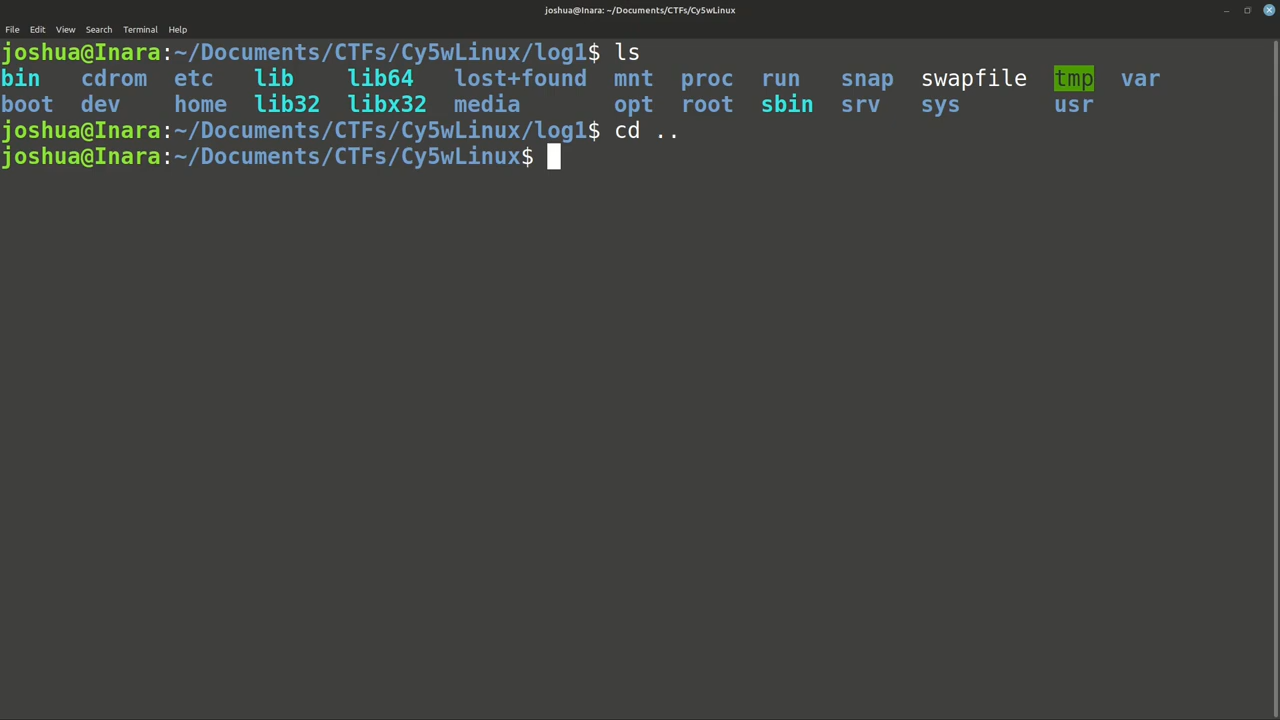 joshua@Inara: ~/Documents/CTFs/Cy5wLinux
File Edit View Search Terminal Help
joshua@Inara:~/Documents/CTFs/Cy5wLinux/log1$ ls
bin cdrom etc lib lib64 lost+found mnt proc run snap swapfile tmp var
boot dev home lib32 libx32 media opt root sbin srv sys usr
joshua@Inara:~/Documents/CTFs/Cy5wLinux/log1$ cd ..
joshua@Inara:~/Documents/CTFs/Cy5wLinux$